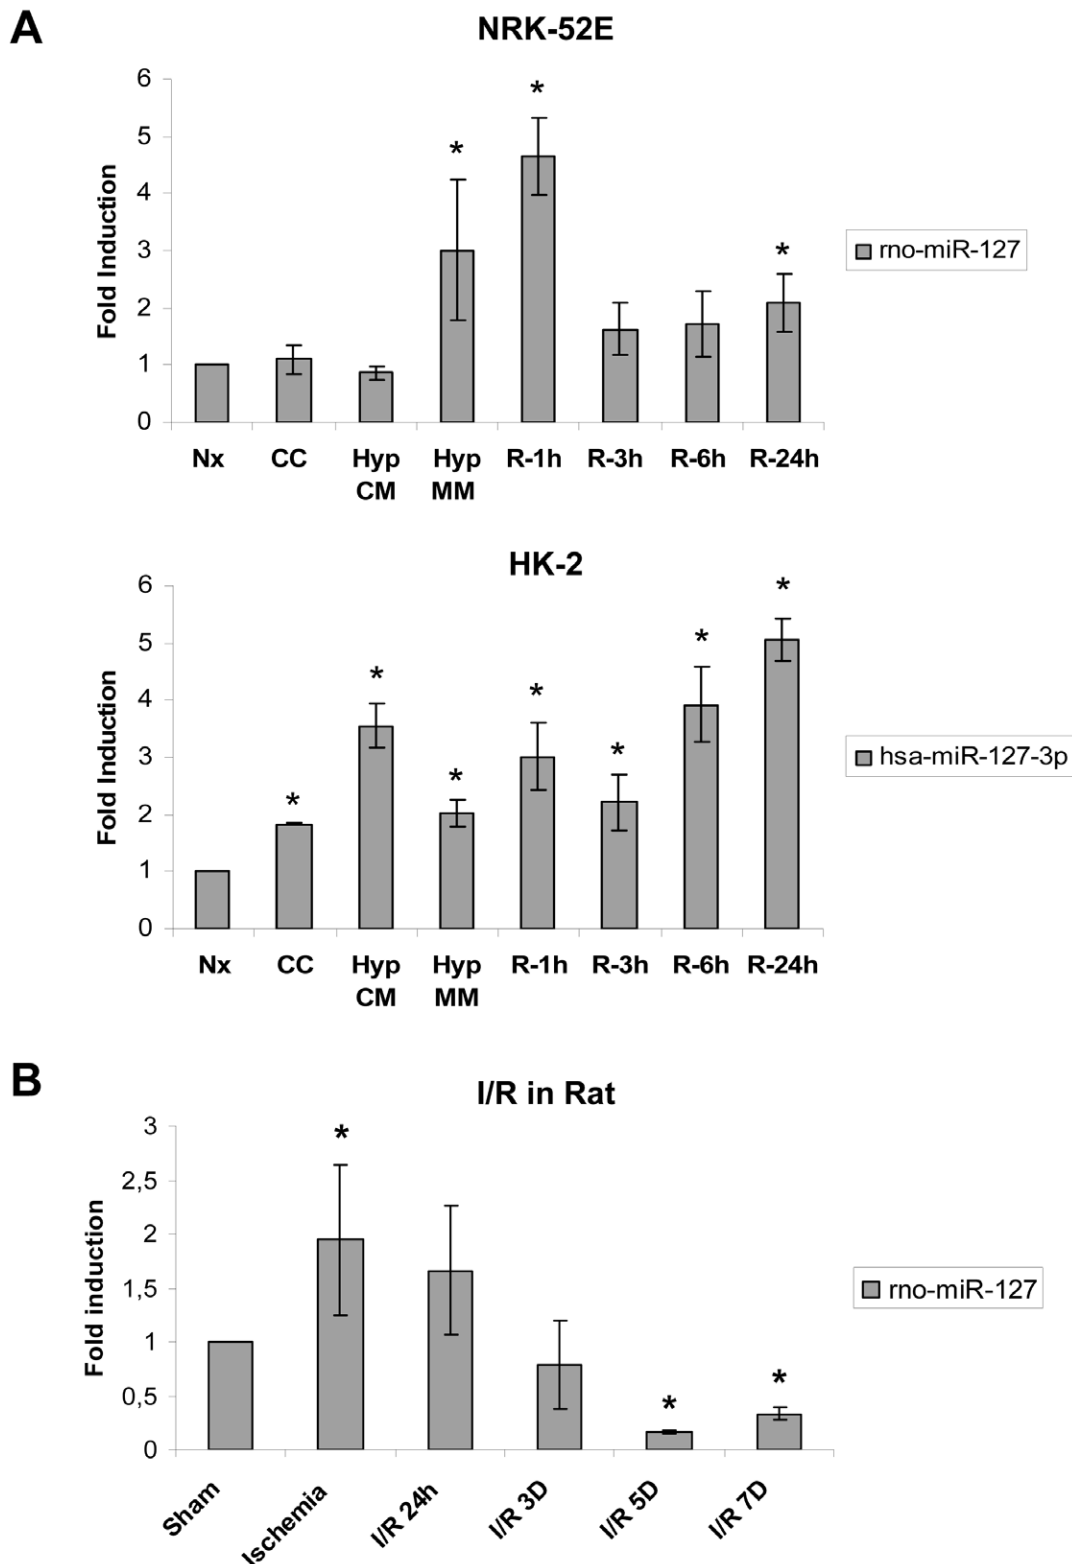 A
NRK-52E
Fold Induction
6
5
4
3
2
1
0
*
*
*
Nx CC Hyp CM Hyp MM R-1h R-3h R-6h R-24h
rno-miR-127
HK-2
Fold Induction
6
5
4
3
2
1
0
*
*
*
*
*
*
*
Nx CC Hyp CM Hyp MM R-1h R-3h R-6h R-24h
hsa-miR-127-3p
B
I/R in Rat
Fold induction
3
2,5
2
1,5
1
0,5
0
*
*
*
Sham
Ischemia
I/R 24h
I/R 3D
I/R 5D
I/R 7D
rno-miR-127